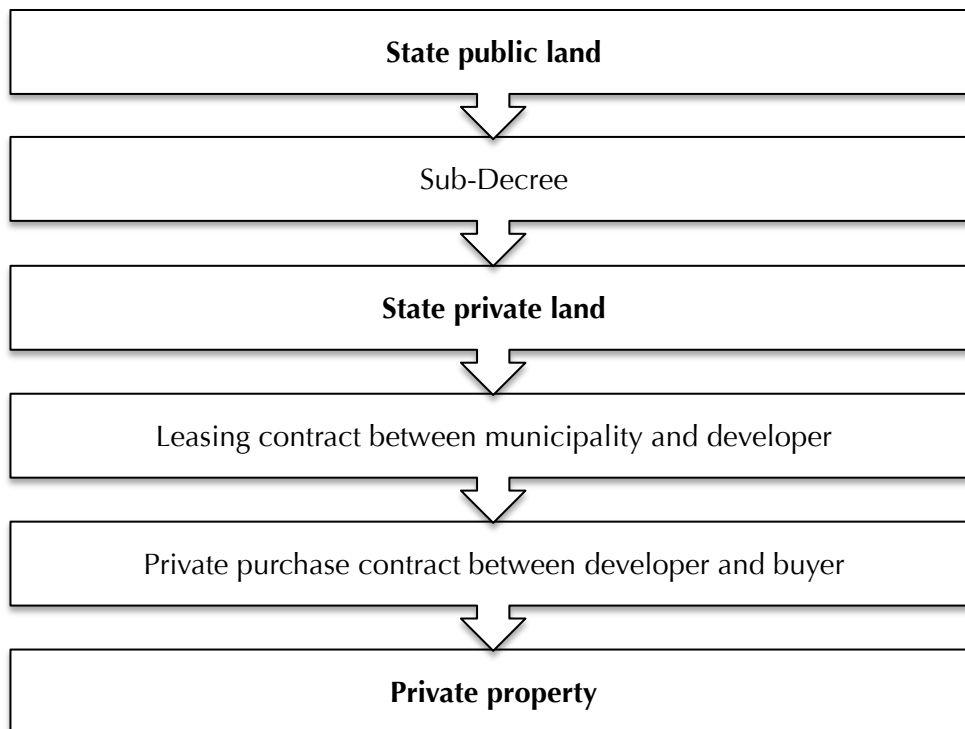 State public land
Sub-Decree
State private land
Leasing contract between municipality and developer
Private purchase contract between developer and buyer
Private property